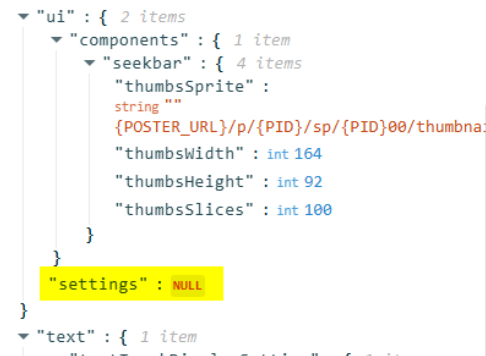 "ui" : { 2 items
"components" : { 1 item
"seekbar" : { 4 items
"thumbsSprite" :
string ""
{POSTER_URL}/p/{PID}/sp/{PID}00/thumbnai
"thumbsWidth" : int 164
"thumbsHeight" : int 92
"thumbsSlices" : int 100
}
}
"settings" : NULL
}
"text" : { 1 item